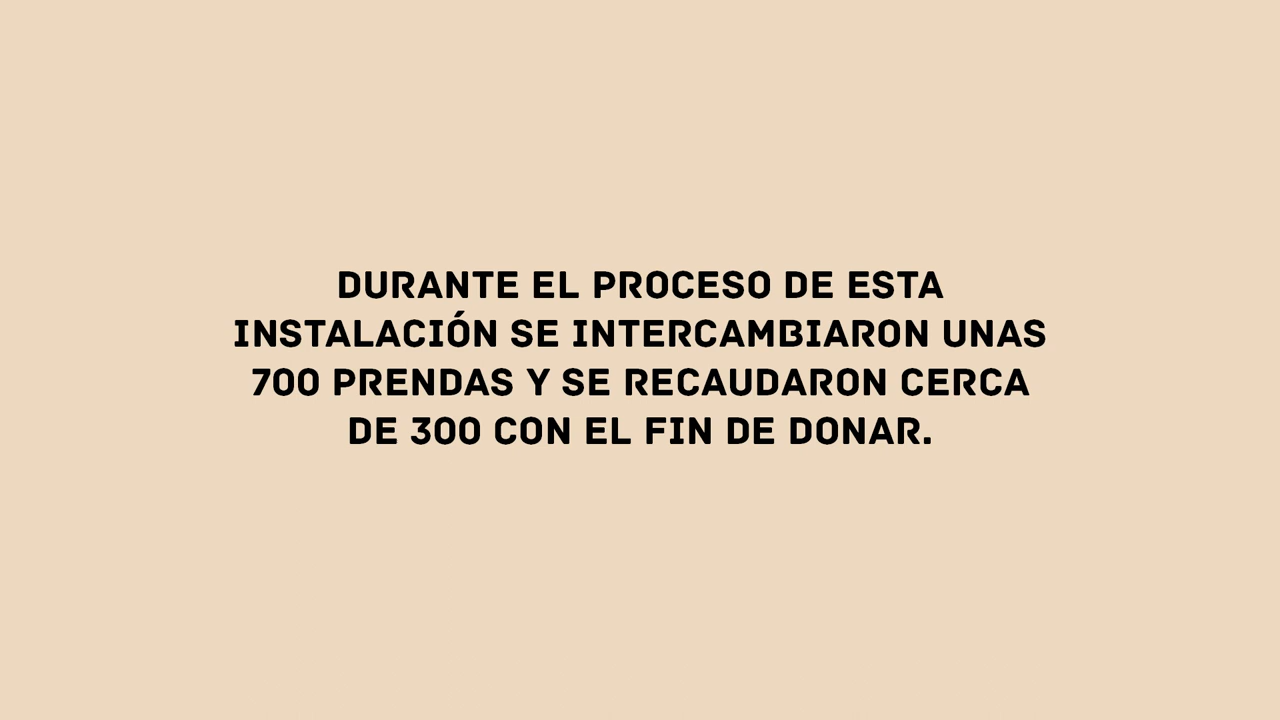 DURANTE EL PROCESO DE ESTA
INSTALACIÓN SE INTERCAMBIARON UNAS
700 PRENDAS Y SE RECAUDARON CERCA
DE 300 CON EL FIN DE DONAR.